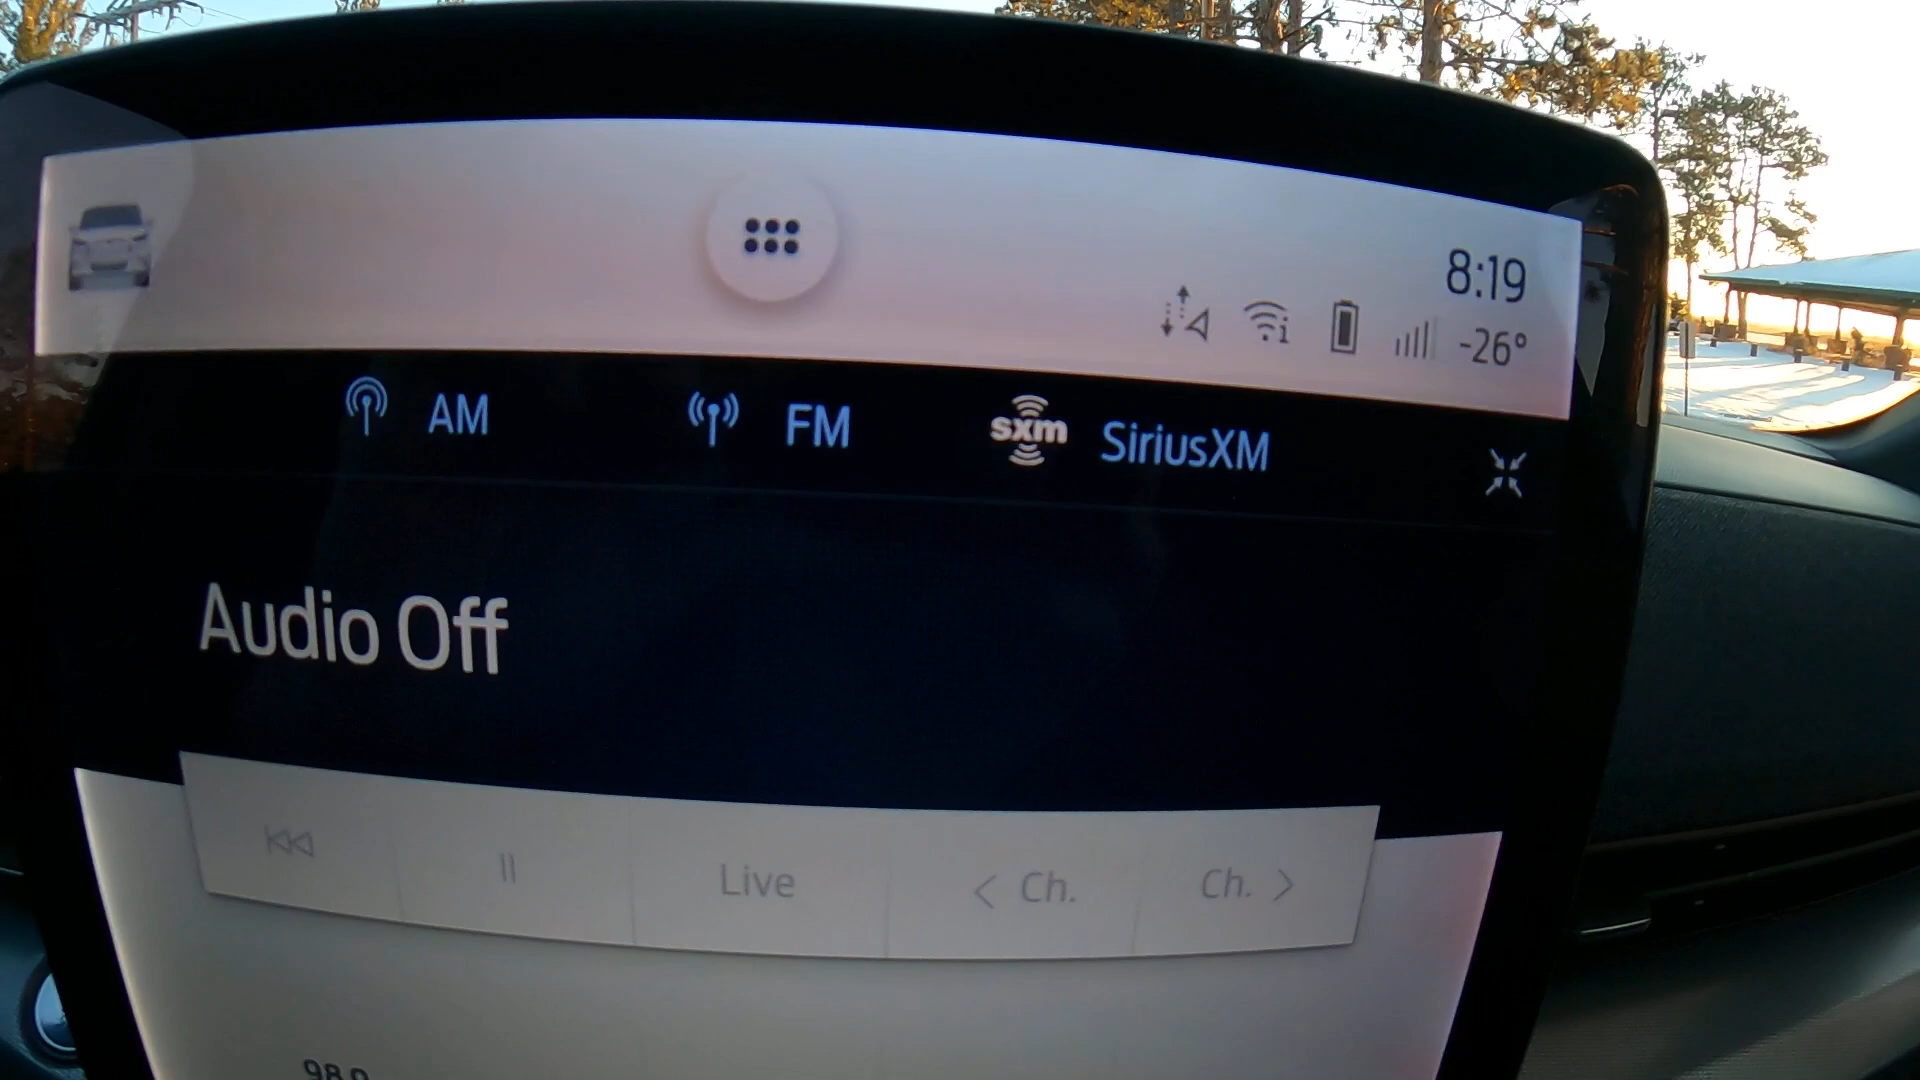 8:19
-26°
AM
FM
sxm
SiriusXM
Audio Off
Live
< Ch.
Ch. >